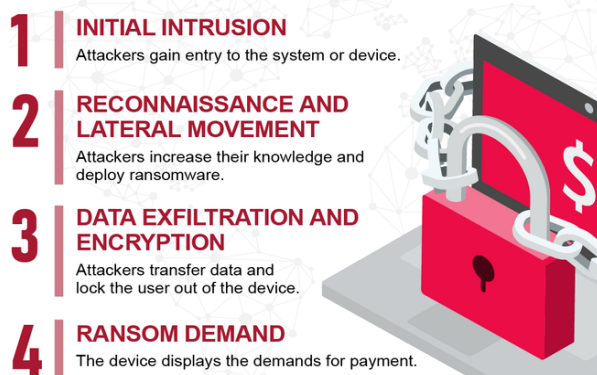 1
INITIAL INTRUSION
Attackers gain entry to the system or device.
2
RECONNAISSANCE AND
LATERAL MOVEMENT
Attackers increase their knowledge and
deploy ransomware.
3
DATA EXFILTRATION AND
ENCRYPTION
Attackers transfer data and
lock the user out of the device.
4
RANSOM DEMAND
The device displays the demands for payment.
$